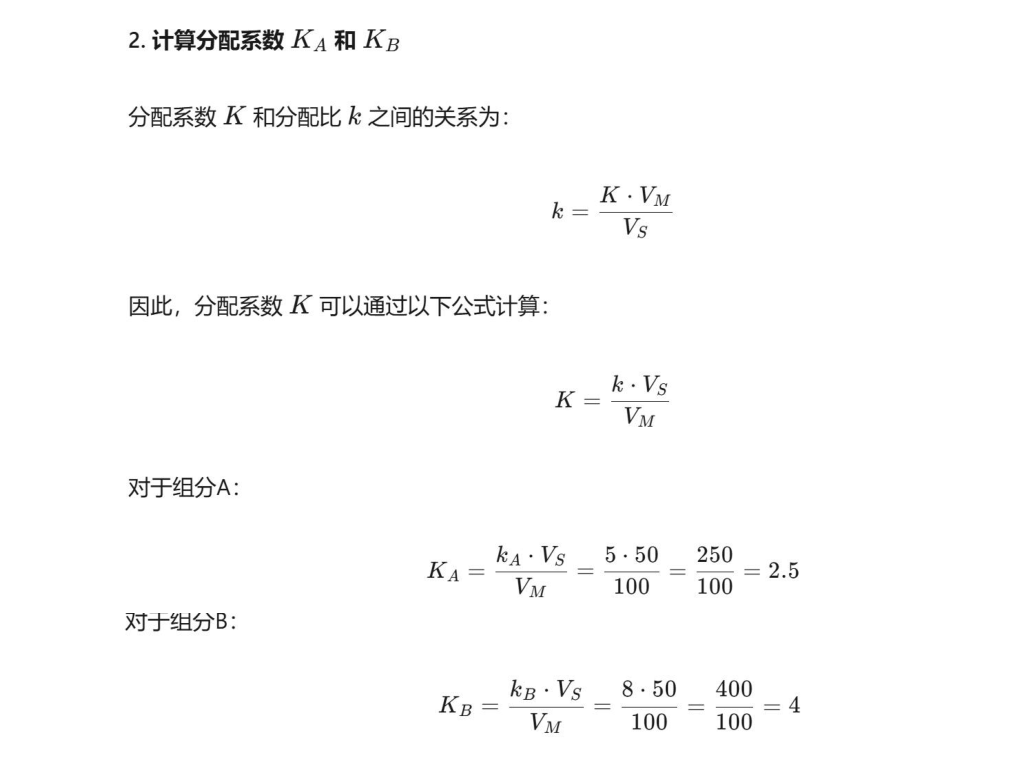 2. 计算分配系数 K_A 和 K_B
分配系数 K 和分配比 k 之间的关系为：
k = \frac{K \cdot V_M}{V_S}
因此，分配系数 K 可以通过以下公式计算：
K = \frac{k \cdot V_S}{V_M}
对于组分A：
K_A = \frac{k_A \cdot V_S}{V_M} = \frac{5 \cdot 50}{100} = \frac{250}{100} = 2.5
对于组分B：
K_B = \frac{k_B \cdot V_S}{V_M} = \frac{8 \cdot 50}{100} = \frac{400}{100} = 4